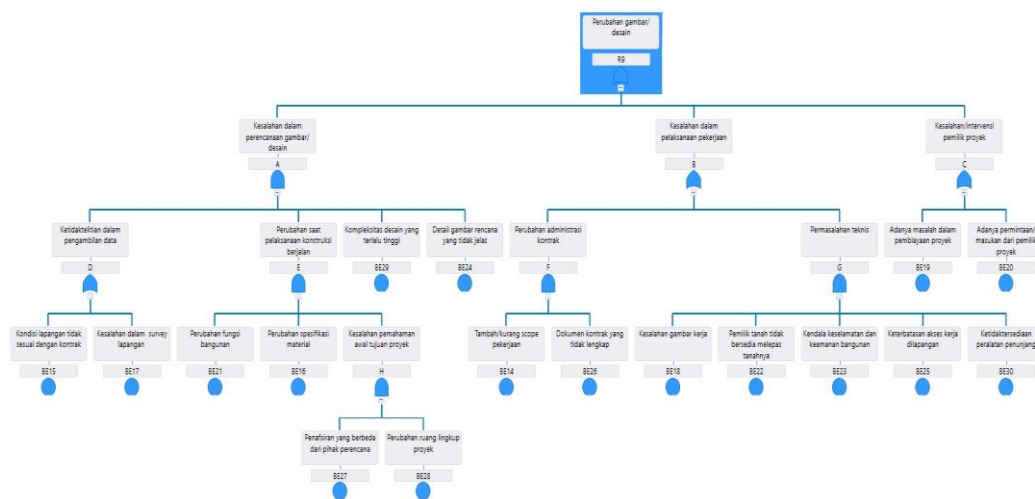 Perubahan gambar/
desain
R9
Kesalahan dalam
perencanaan gambar/
desain
A
Kesalahan dalam
pelaksanaan pekerjaan
B
Kesalahan/intervensi
pemilik proyek
C
Ketidaktelitian dalam
pengambilan data
D
Perubahan saat
pelaksanaan konstruksi
berjalan
E
Kompleksitas desain yang
terlalu tinggi
BE29
Detail gambar rencana
yang tidak jelas
BE24
Perubahan administrasi
kontrak
F
Permasalahan teknis
G
Adanya masalah dalam
pembiayaan proyek
BE19
Adanya permintaan/
masukan dari pemilik
proyek
BE20
Kondisi lapangan tidak
sesuai dengan kontrak
BE15
Kesalahan dalam survey
lapangan
BE17
Perubahan fungsi
bangunan
BE21
Perubahan spesifikasi
material
BE16
Kesalahan pemahaman
awal tujuan proyek
H
Tambah/kurang scope
pekerjaan
BE14
Dokumen kontrak yang
tidak lengkap
BE26
Kesalahan gambar kerja
BE18
Pemilik tanah tidak
bersedia melepas
tanahnya
BE22
Kendala keselamatan dan
keamanan bangunan
BE23
Keterbatasan akses kerja
dilapangan
BE25
Ketidaktersediaan
peralatan penunjang
BE30
Penafsiran yang berbeda
dari pihak perencana
BE27
Perubahan ruang lingkup
proyek
BE28